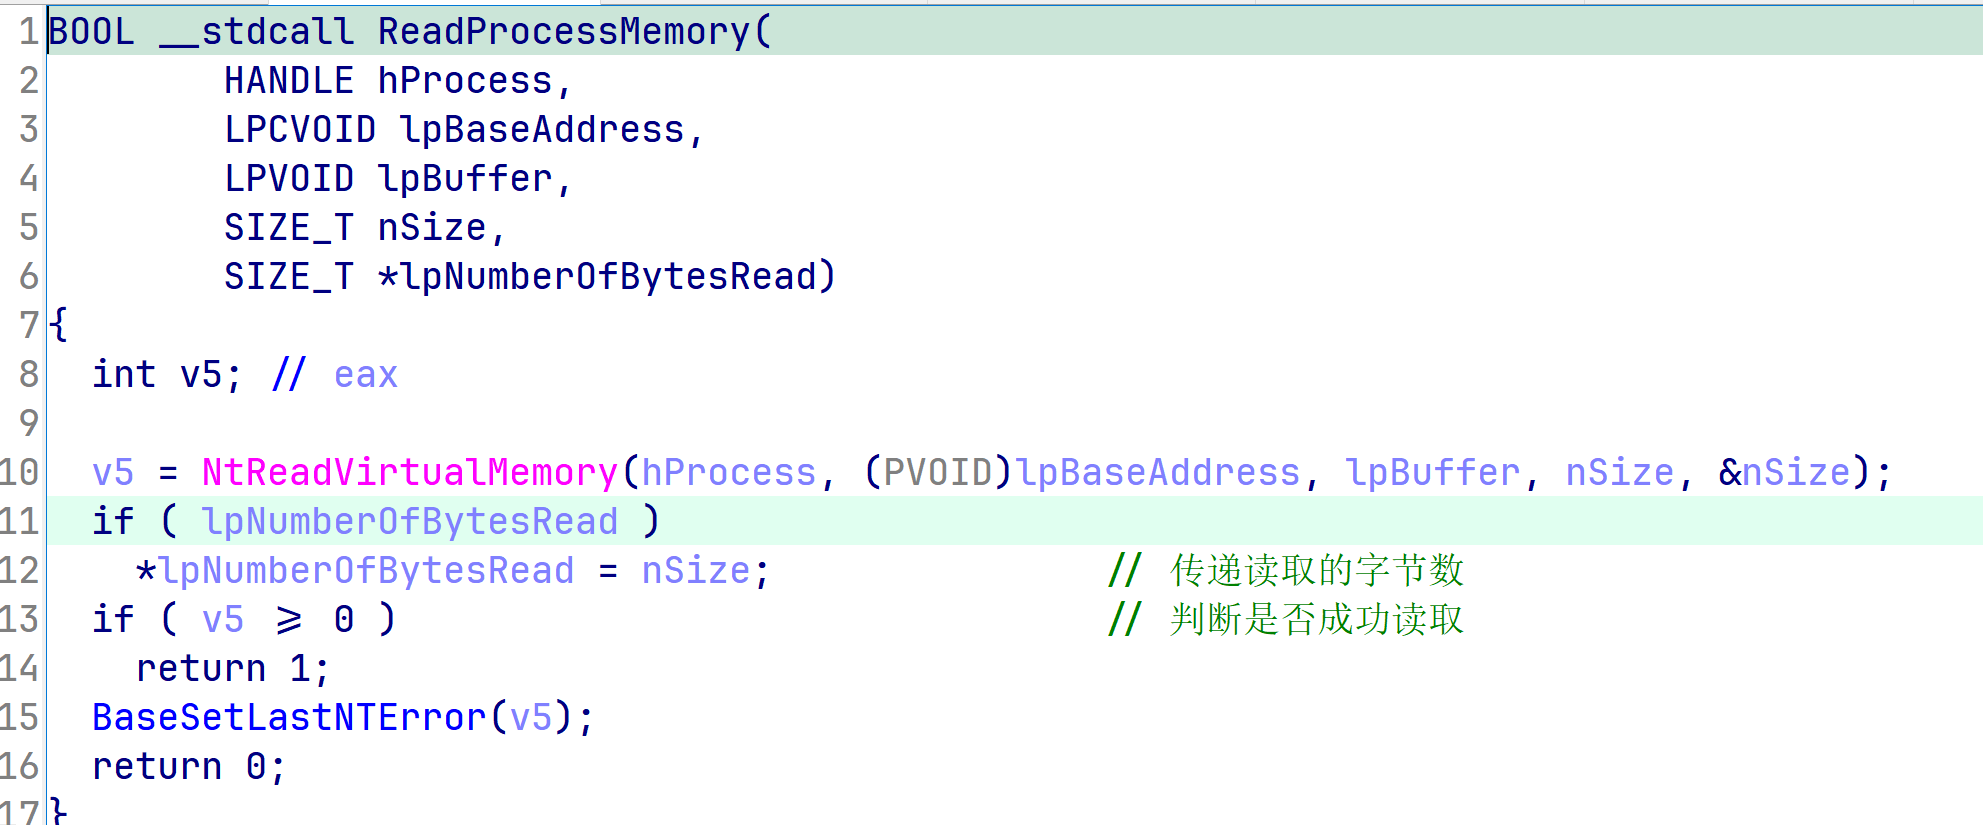 1 BOOL __stdcall ReadProcessMemory(
2 HANDLE hProcess,
3 LPCVOID lpBaseAddress,
4 LPVOID lpBuffer,
5 SIZE_T nSize,
6 SIZE_T *lpNumberOfBytesRead)
7 {
8 int v5; // eax
9
10 v5 = NtReadVirtualMemory(hProcess, (PVOID)lpBaseAddress, lpBuffer, nSize, &nSize);
11 if ( lpNumberOfBytesRead )
12 *lpNumberOfBytesRead = nSize; // 传递读取的字节数
13 if ( v5 >= 0 ) // 判断是否成功读取
14 return 1;
15 BaseSetLastNTError(v5);
16 return 0;
17 }